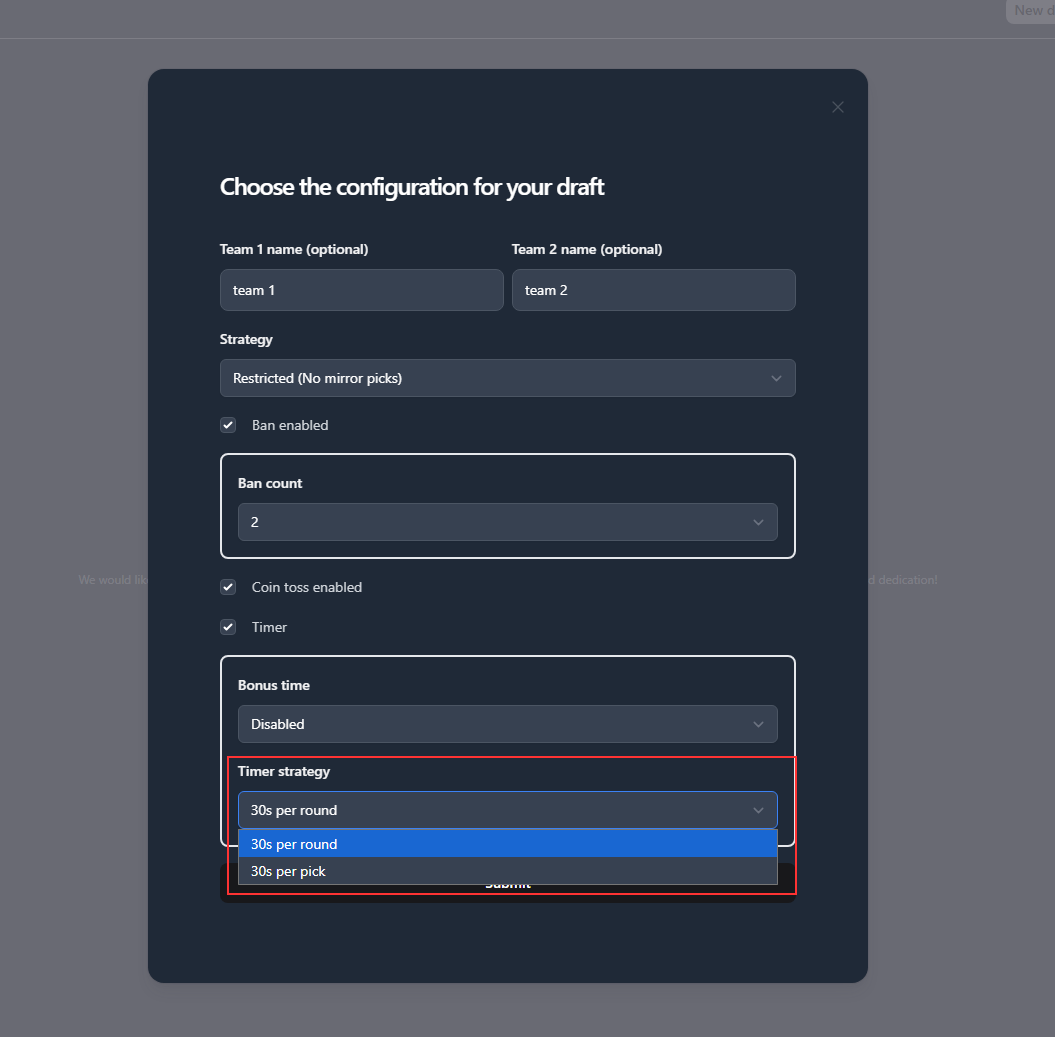 New d
Choose the configuration for your draft
Team 1 name (optional) Team 2 name (optional)
team 1 team 2
Strategy
Restricted (No mirror picks)
Ban enabled
Ban count
2
We would like d dedication!
Coin toss enabled
Timer
Bonus time
Disabled
Timer strategy
30s per round
30s per round
30s per pick
Submit